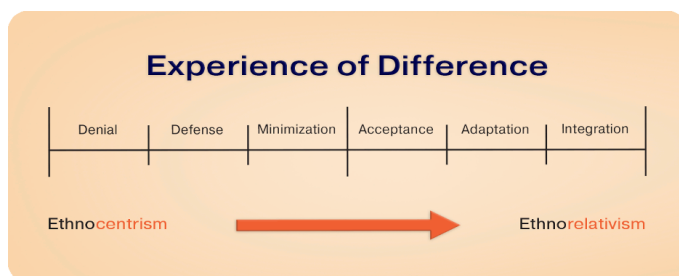 Experience of Difference
Denial Defense Minimization Acceptance Adaptation Integration
Ethnocentrism Ethnorelativism